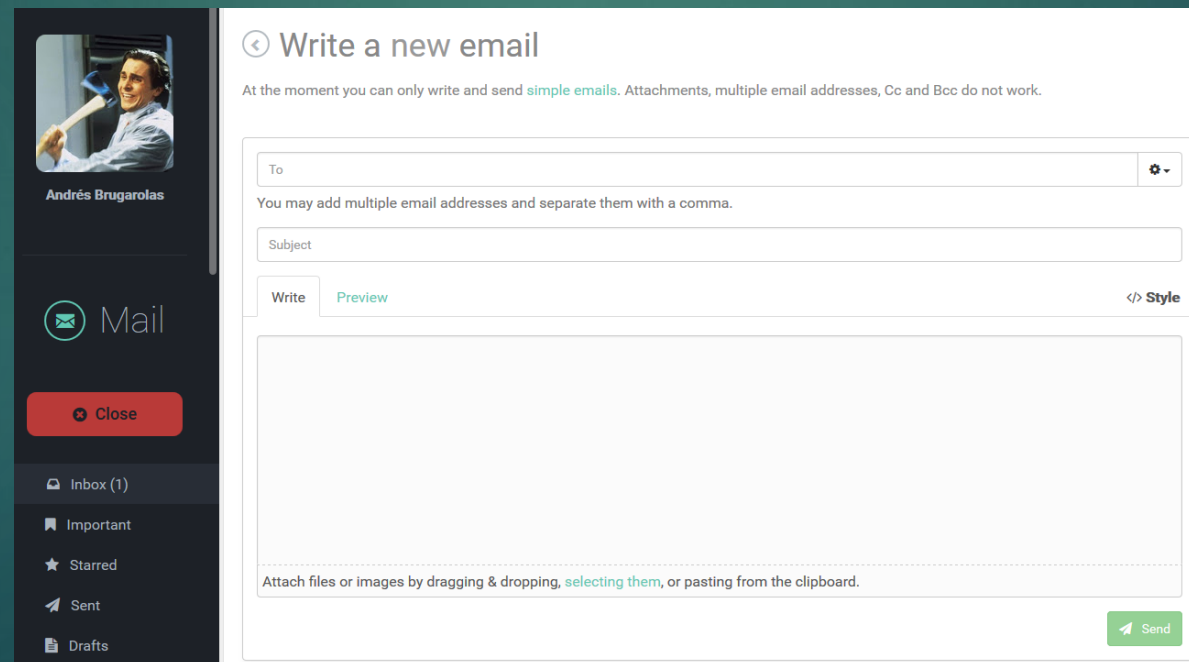 Andrés Brugarolas
Mail
Close
Inbox (1)
Important
Starred
Sent
Drafts
Write a new email
At the moment you can only write and send simple emails. Attachments, multiple email addresses, Cc and Bcc do not work.
To
You may add multiple email addresses and separate them with a comma.
Subject
Write Preview </> Style
Attach files or images by dragging & dropping, selecting them, or pasting from the clipboard.
Send